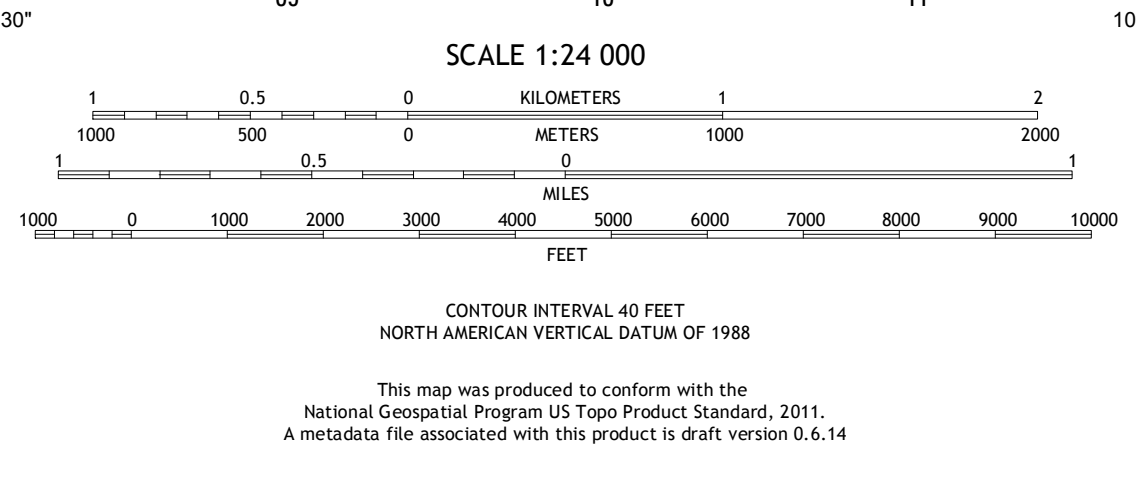 30" 10
SCALE 1:24 000
1 0.5 0 KILOMETERS 1 2
1000 500 0 METERS 1000 2000
1 0.5 0 1
MILES
1000 0 1000 2000 3000 4000 5000 6000 7000 8000 9000 10000
FEET
CONTOUR INTERVAL 40 FEET
NORTH AMERICAN VERTICAL DATUM OF 1988
This map was produced to conform with the
National Geospatial Program US Topo Product Standard, 2011.
A metadata file associated with this product is draft version 0.6.14